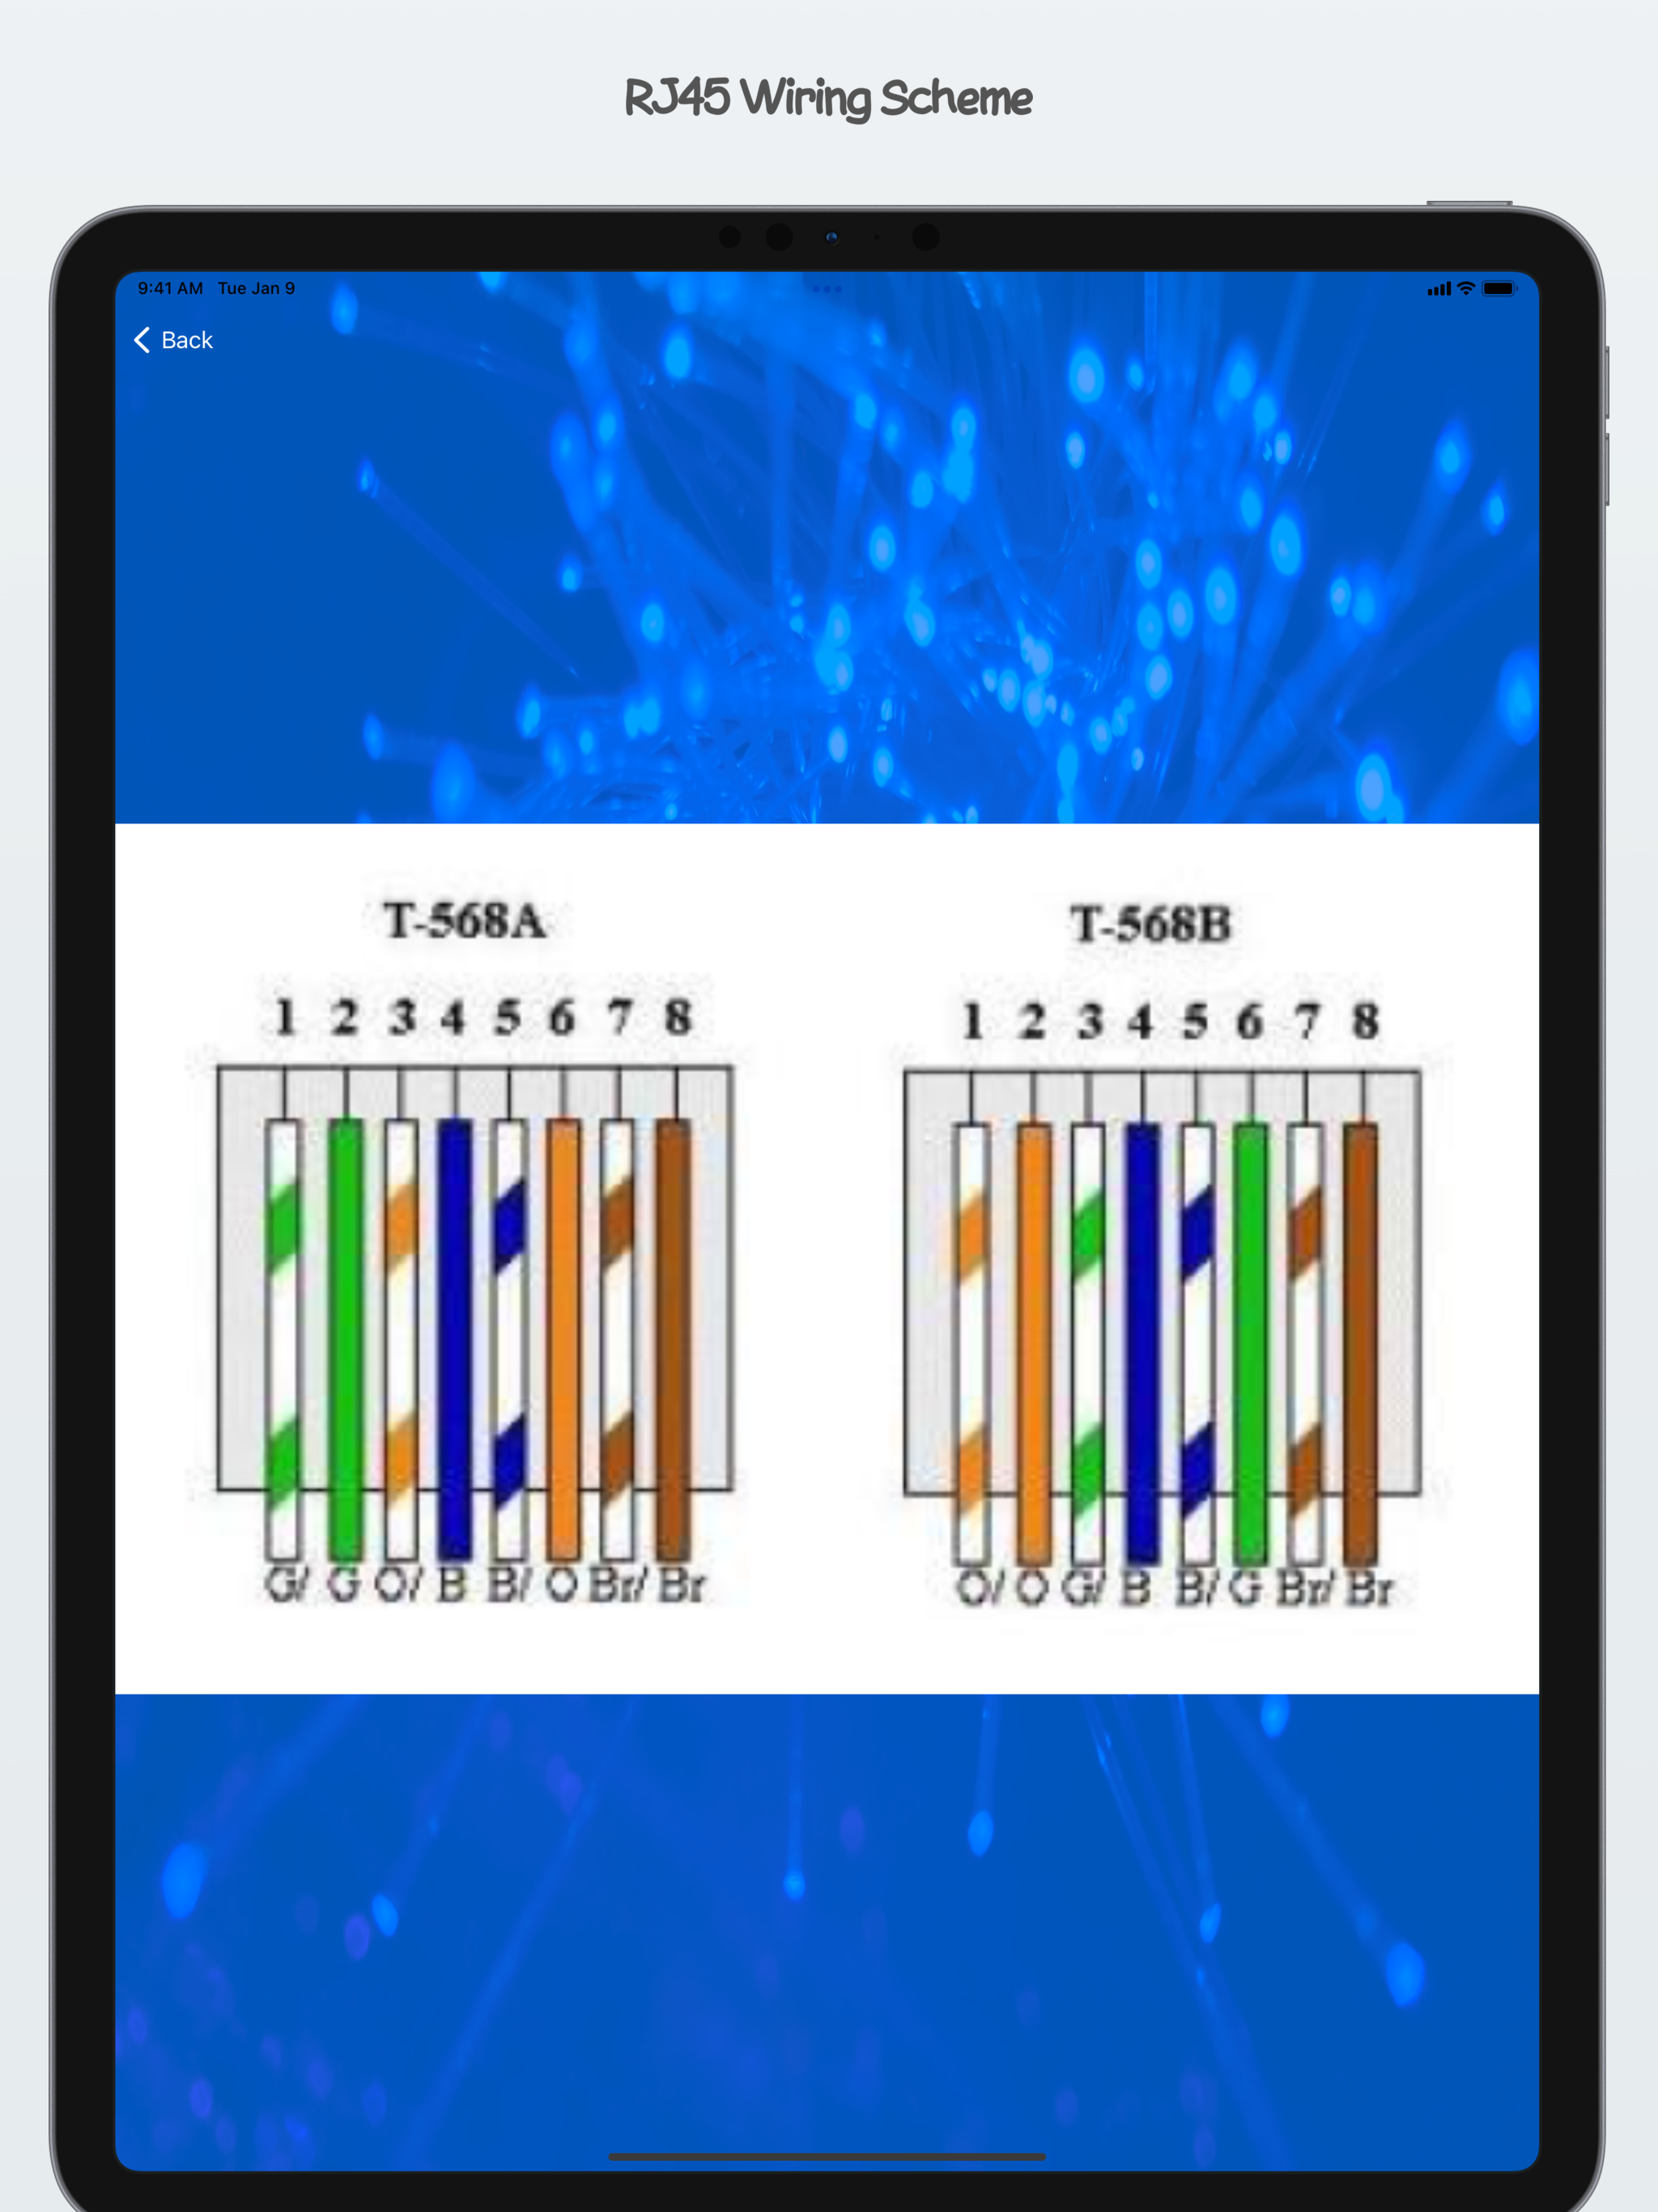 RJ45 Wiring Scheme
9:41 AM Tue Jan 9
Back
T-568A
1 2 3 4 5 6 7 8
G/ G O/ B B/ O Br/ Br
T-568B
1 2 3 4 5 6 7 8
O/ O G/ B B/ G Br/ Br